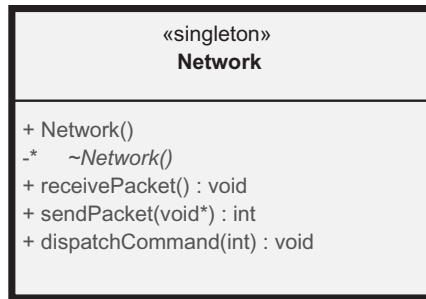 «singleton»
Network
+ Network()
-* ~Network()
+ receivePacket() : void
+ sendPacket(void*) : int
+ dispatchCommand(int) : void